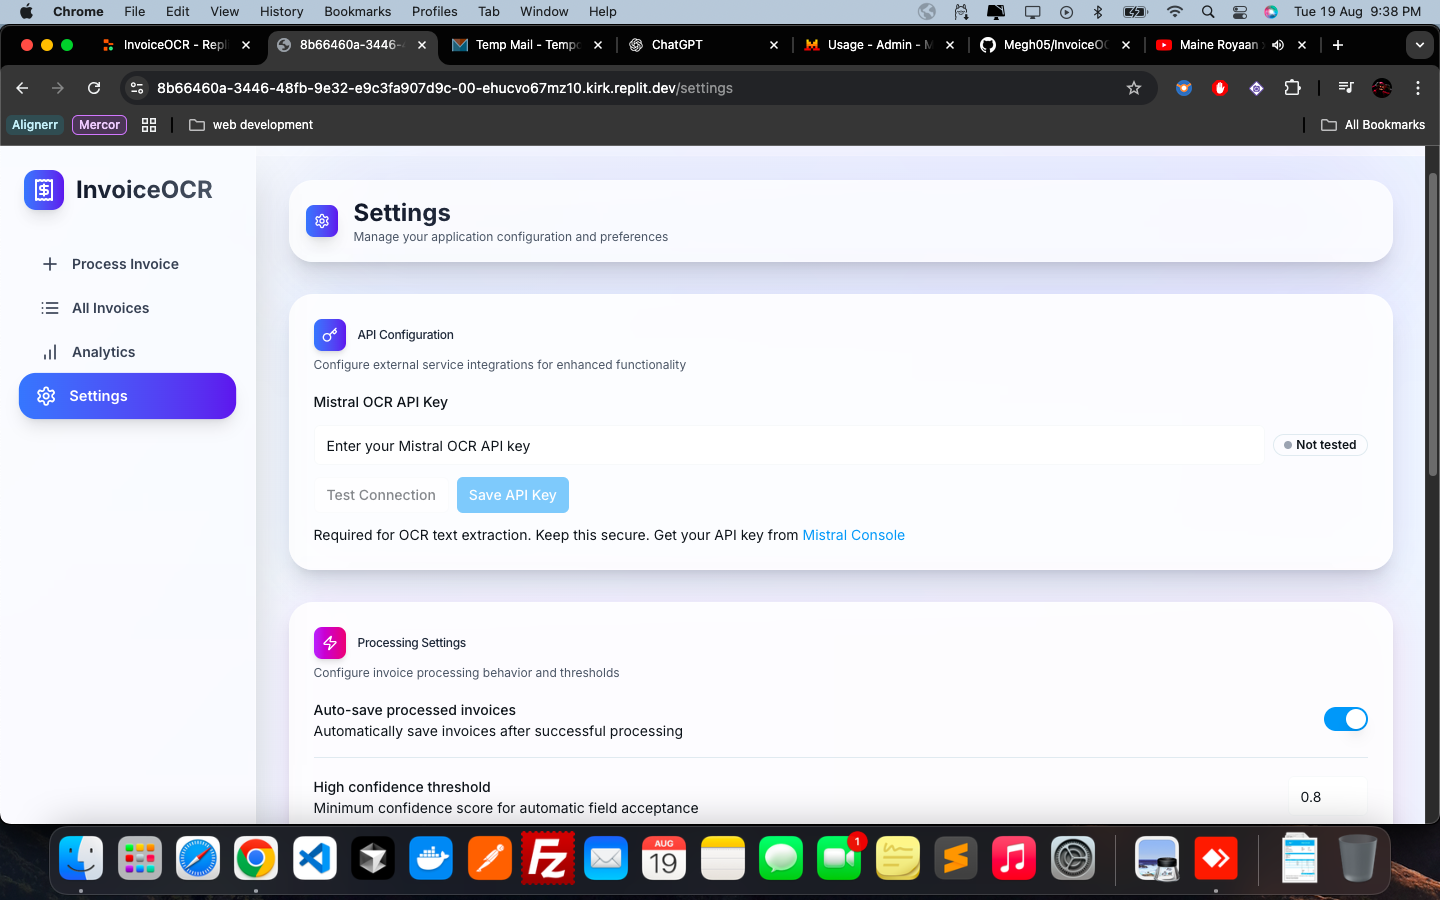 Chrome File Edit View History Bookmarks Profiles Tab Window Help Tue 19 Aug 9:38 PM
InvoiceOCR - Repl 8b66460a-3446- Temp Mail - Temp ChatGPT Usage - Admin - M Megh05/InvoiceOC Maine Royaan
8b66460a-3446-48fb-9e32-e9c3fa907d9c-00-ehucvo67mz10.kirk.replit.dev/settings
Alignerr Mercor web development All Bookmarks
InvoiceOCR
Process Invoice
All Invoices
Analytics
Settings
Settings
Manage your application configuration and preferences
API Configuration
Configure external service integrations for enhanced functionality
Mistral OCR API Key
Enter your Mistral OCR API key
Not tested
Test Connection Save API Key
Required for OCR text extraction. Keep this secure. Get your API key from Mistral Console
Processing Settings
Configure invoice processing behavior and thresholds
Auto-save processed invoices
Automatically save invoices after successful processing
High confidence threshold
Minimum confidence score for automatic field acceptance
0.8
FZ
AUG
19
1